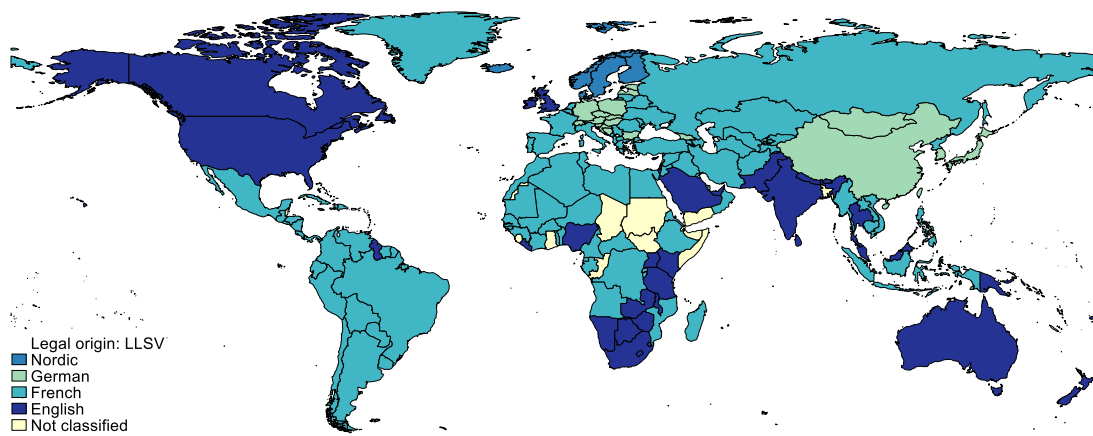 Legal origin: LLSV
Nordic
German
French
English
Not classified